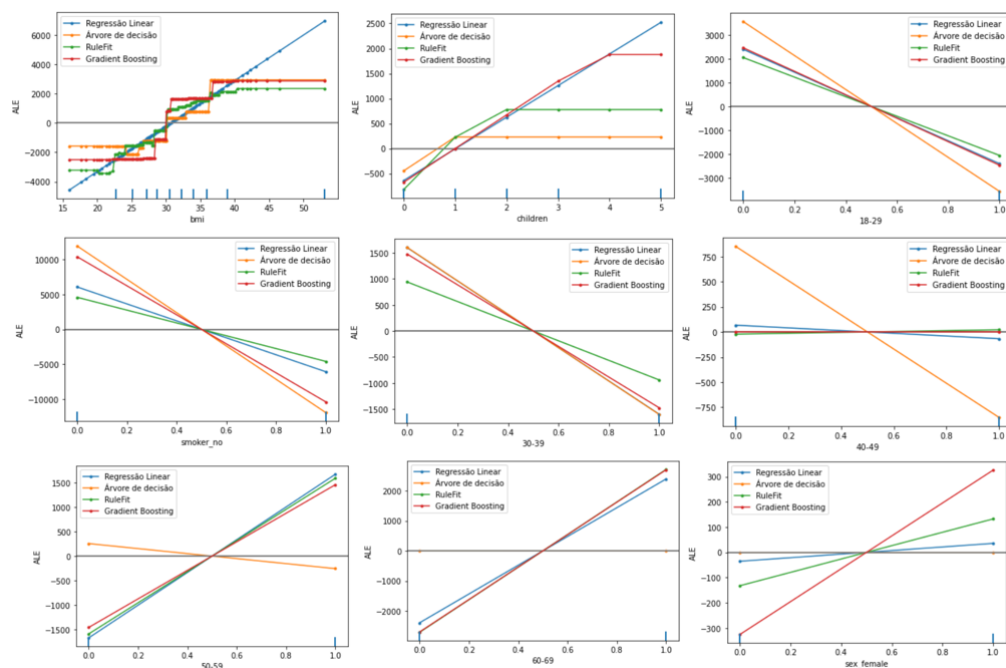 Regressão Linear
Árvore de decisão
RuleFit
Gradient Boosting
ALE
6000
4000
2000
0
−2000
−4000
15 20 25 30 35 40 45 50
bmi
Regressão Linear
Árvore de decisão
RuleFit
Gradient Boosting
ALE
2500
2000
1500
1000
500
0
−500
0 1 2 3 4 5
children
Regressão Linear
Árvore de decisão
RuleFit
Gradient Boosting
ALE
3000
2000
1000
0
−1000
−2000
−3000
0.0 0.2 0.4 0.6 0.8 1.0
18-29
Regressão Linear
Árvore de decisão
RuleFit
Gradient Boosting
ALE
10000
5000
0
−5000
−10000
0.0 0.2 0.4 0.6 0.8 1.0
smoker_no
Regressão Linear
Árvore de decisão
RuleFit
Gradient Boosting
ALE
1500
1000
500
0
−500
−1000
−1500
0.0 0.2 0.4 0.6 0.8 1.0
30-39
Regressão Linear
Árvore de decisão
RuleFit
Gradient Boosting
ALE
750
500
250
0
−250
−500
−750
0.0 0.2 0.4 0.6 0.8 1.0
40-49
Regressão Linear
Árvore de decisão
RuleFit
Gradient Boosting
ALE
1500
1000
500
0
−500
−1000
−1500
0.0 0.2 0.4 0.6 0.8 1.0
50-59
Regressão Linear
Árvore de decisão
RuleFit
Gradient Boosting
ALE
2000
1000
0
−1000
−2000
0.0 0.2 0.4 0.6 0.8 1.0
60-69
Regressão Linear
Árvore de decisão
RuleFit
Gradient Boosting
ALE
300
200
100
0
−100
−200
−300
0.0 0.2 0.4 0.6 0.8 1.0
sex_female